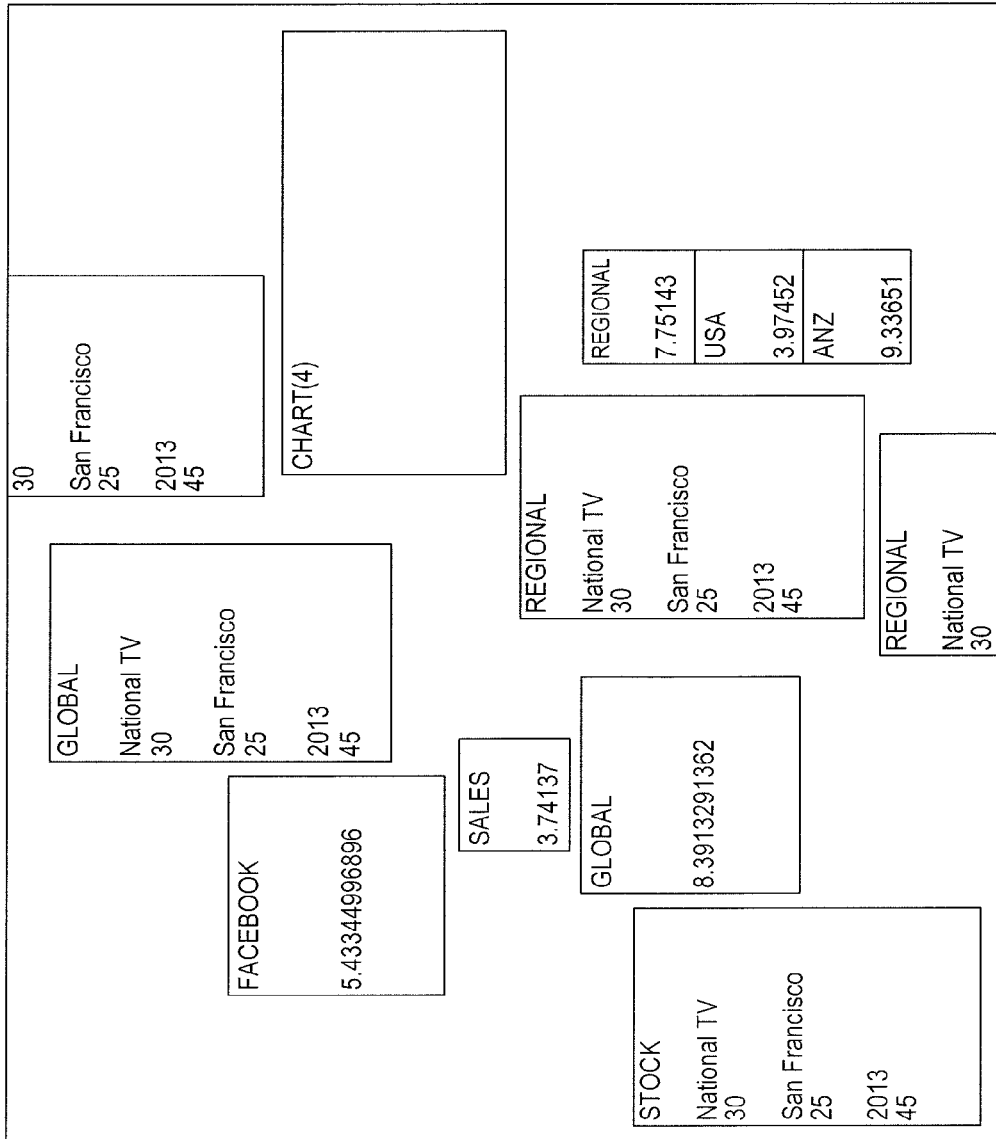 STOCK
National TV
30
San Francisco
25
2013
45
FACEBOOK
5.43344996896
SALES
3.74137
GLOBAL
8.3913291362
GLOBAL
National TV
30
San Francisco
25
2013
45
REGIONAL
National TV
30
San Francisco
25
2013
45
REGIONAL
National TV
30
30
San Francisco
25
2013
45
CHART(4)
REGIONAL
7.75143
USA
3.97452
ANZ
9.33651